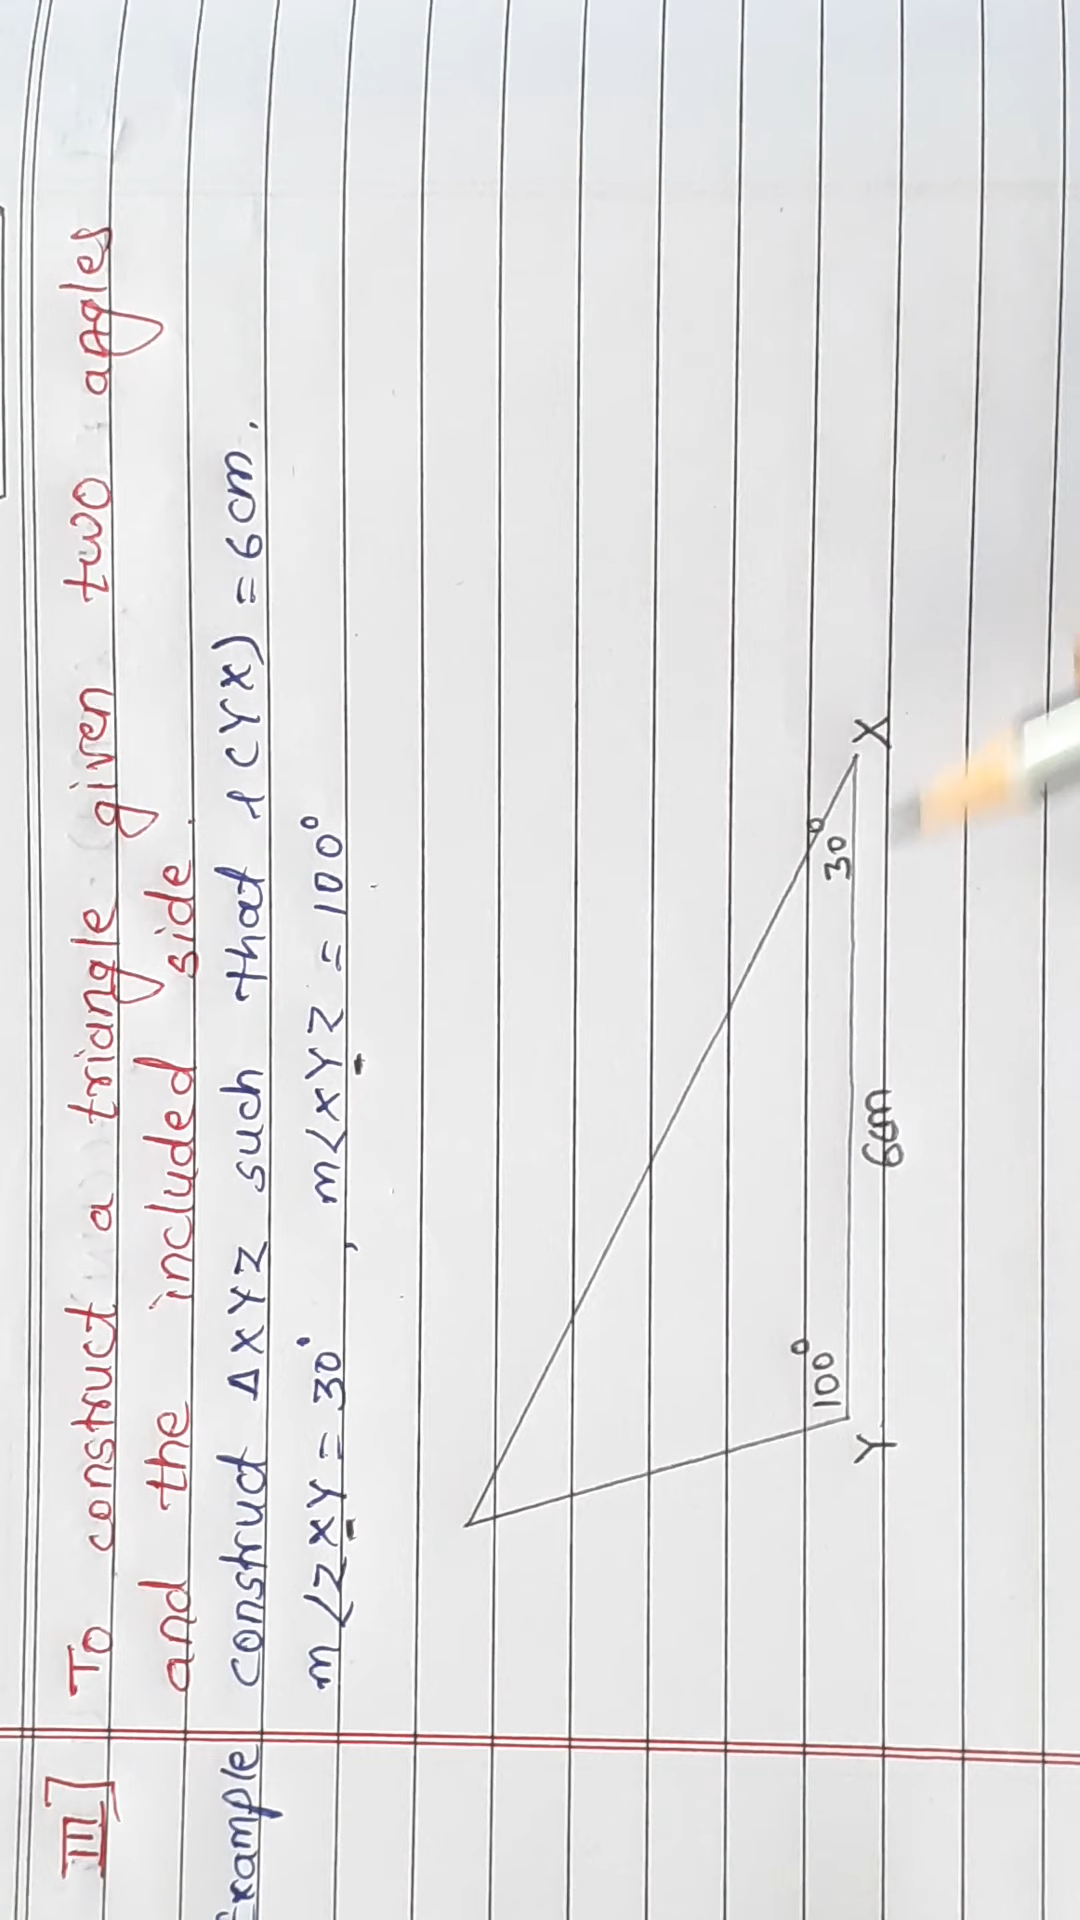 III] To construct a triangle given two angles
and the included side.
Example construct ΔXYZ such that l(YX)=6cm.
m∠ZXY=30°, m∠XYZ=100°
100°
30°
Y
6cm
X